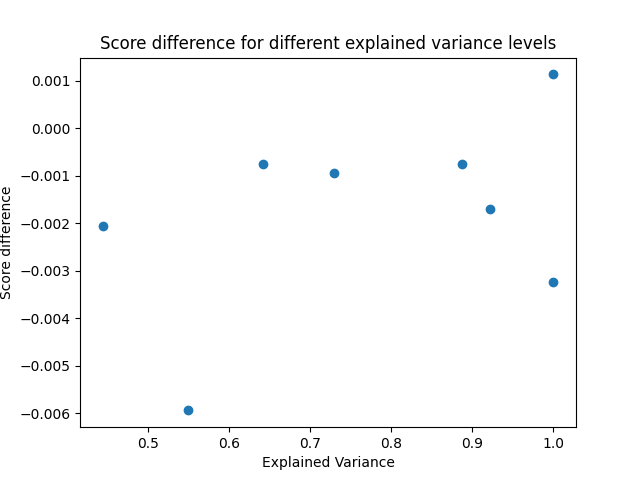 Score difference for different explained variance levels
0.001
0.000
−0.001
−0.002
−0.003
−0.004
−0.005
−0.006
Score difference
0.5 0.6 0.7 0.8 0.9 1.0
Explained Variance